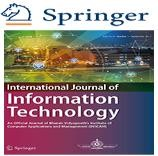 Springer
International Journal of
Information
Technology
An Official Journal of Bharati Vidyapeeth's Institute of
Computer Applications and Management (BVICAM)
Springer